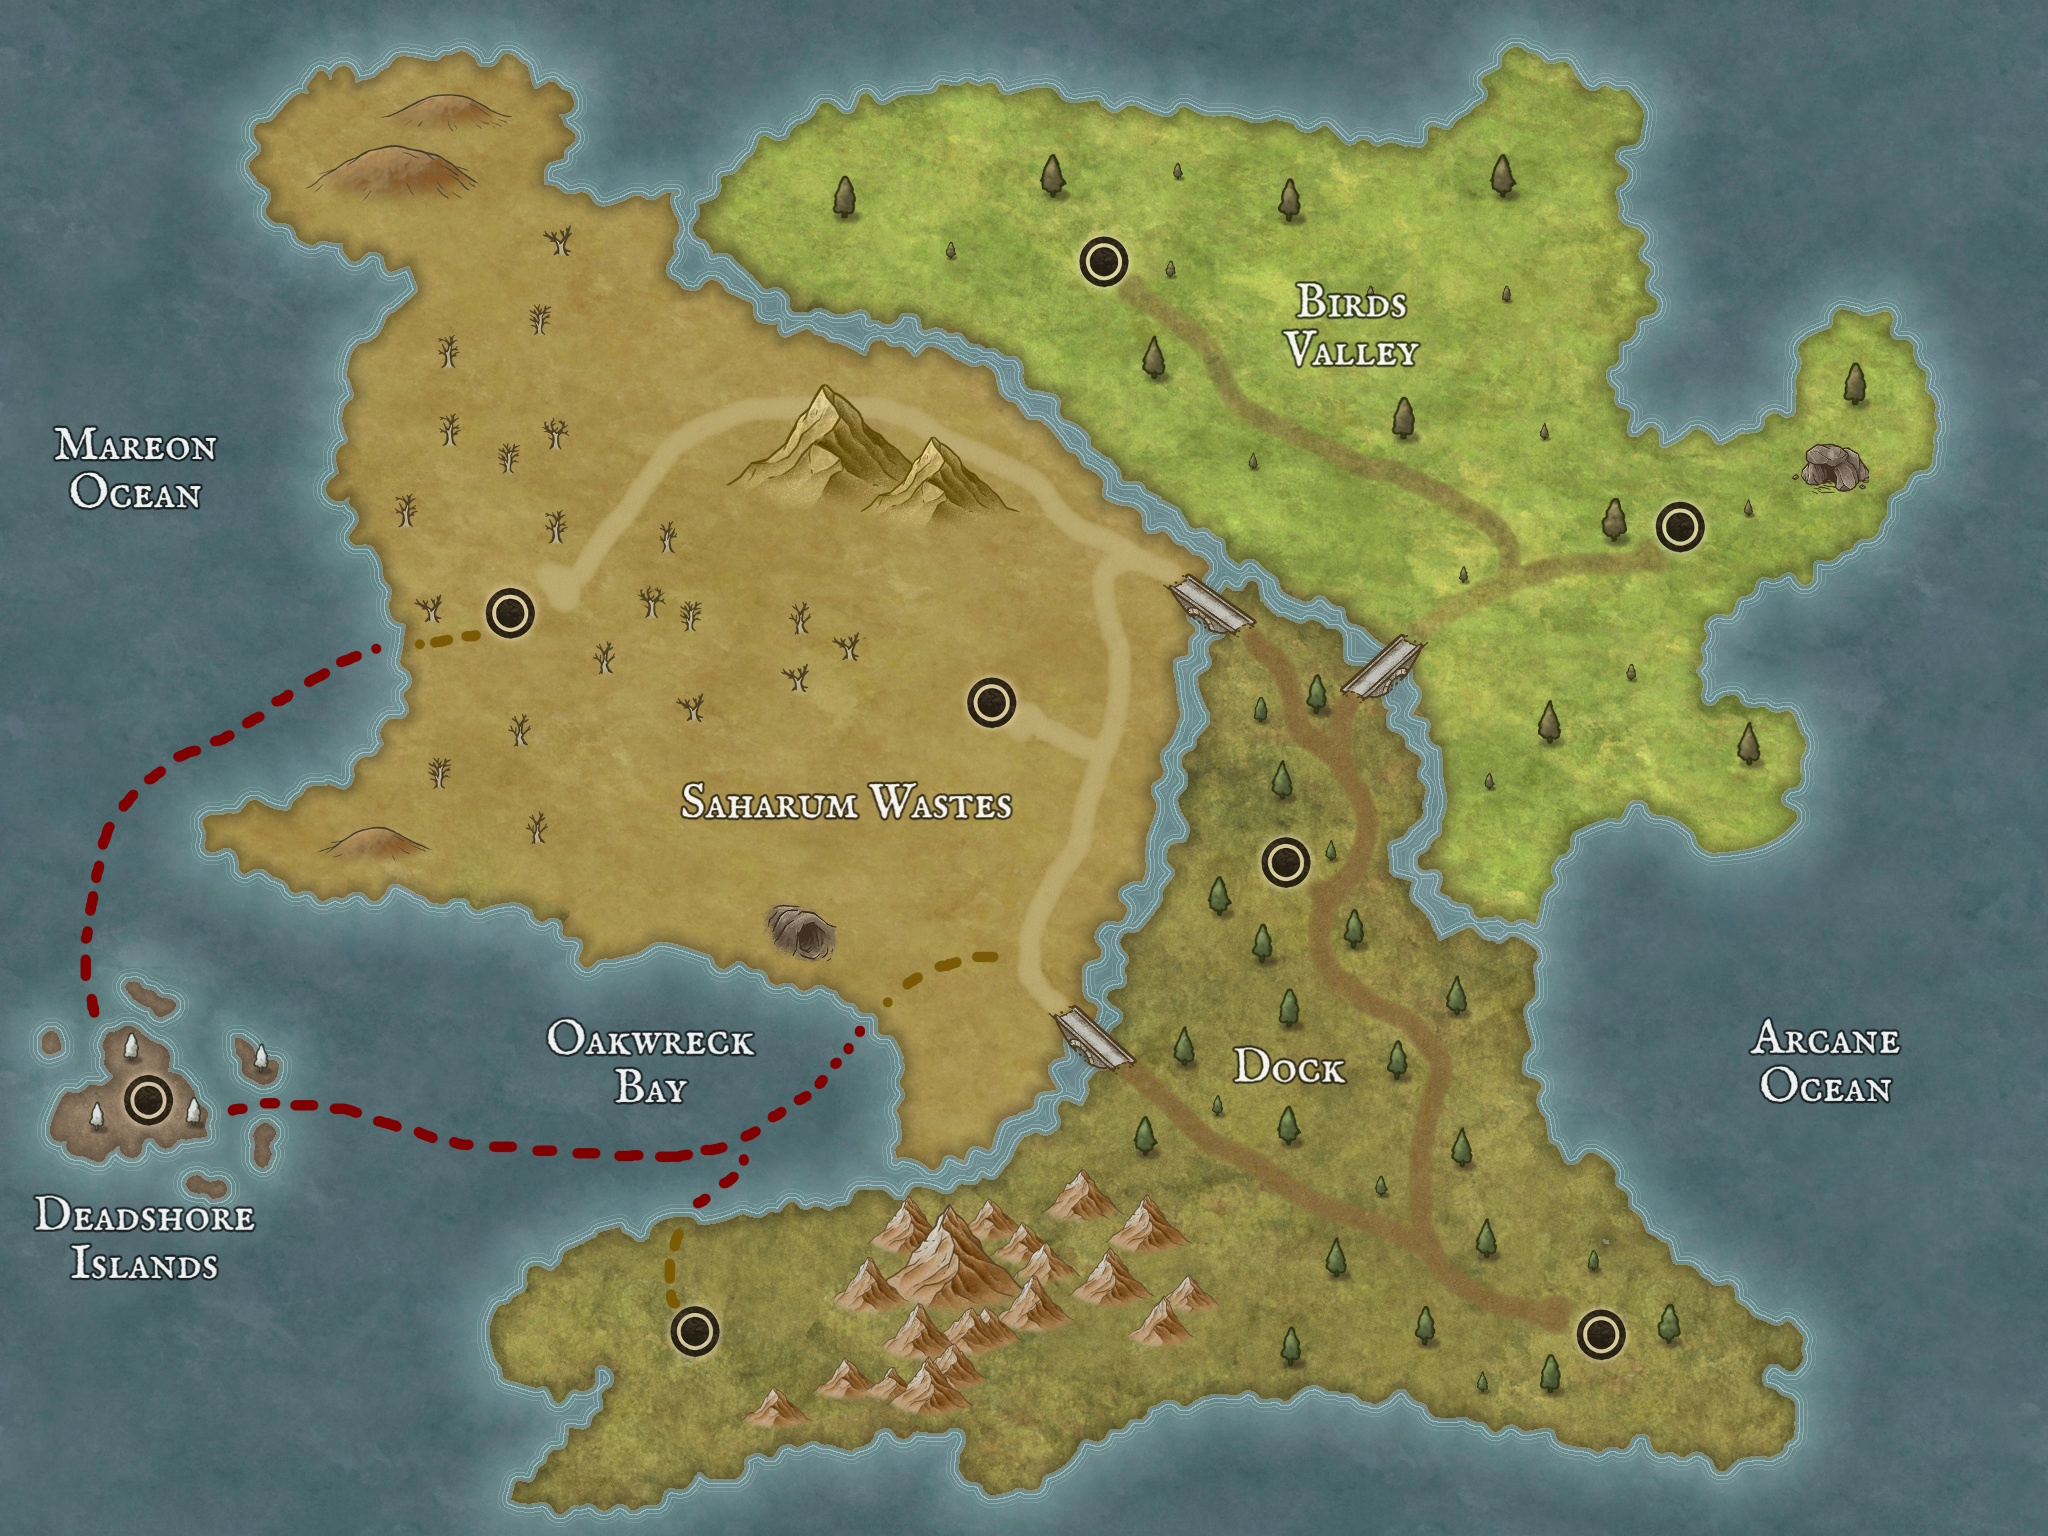 Birds
Valley
Mareon
Ocean
Saharum Wastes
Oakwreck
Bay
Dock
Arcane
Ocean
Deadshore
Islands